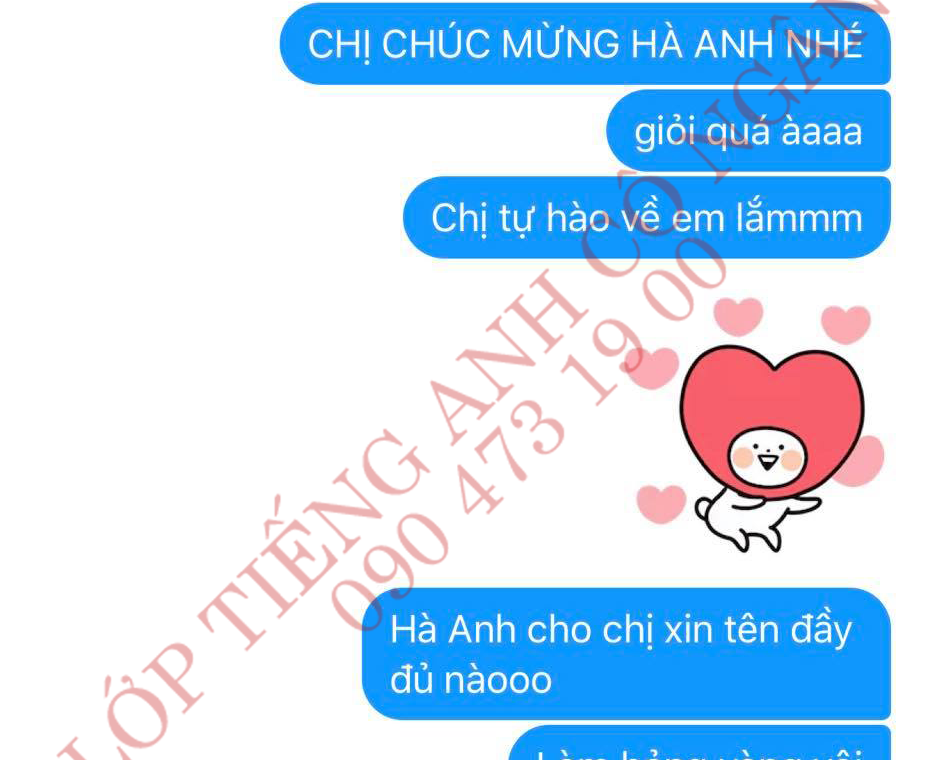 CHỊ CHÚC MỪNG HÀ ANH NHÉ
giỏi quá àaaa
Chị tự hào về em lắmmm
Hà Anh cho chị xin tên đầy
đủ nàooo
LỚP TIẾNG ANH CÔ NGÂN
090 473 19 00